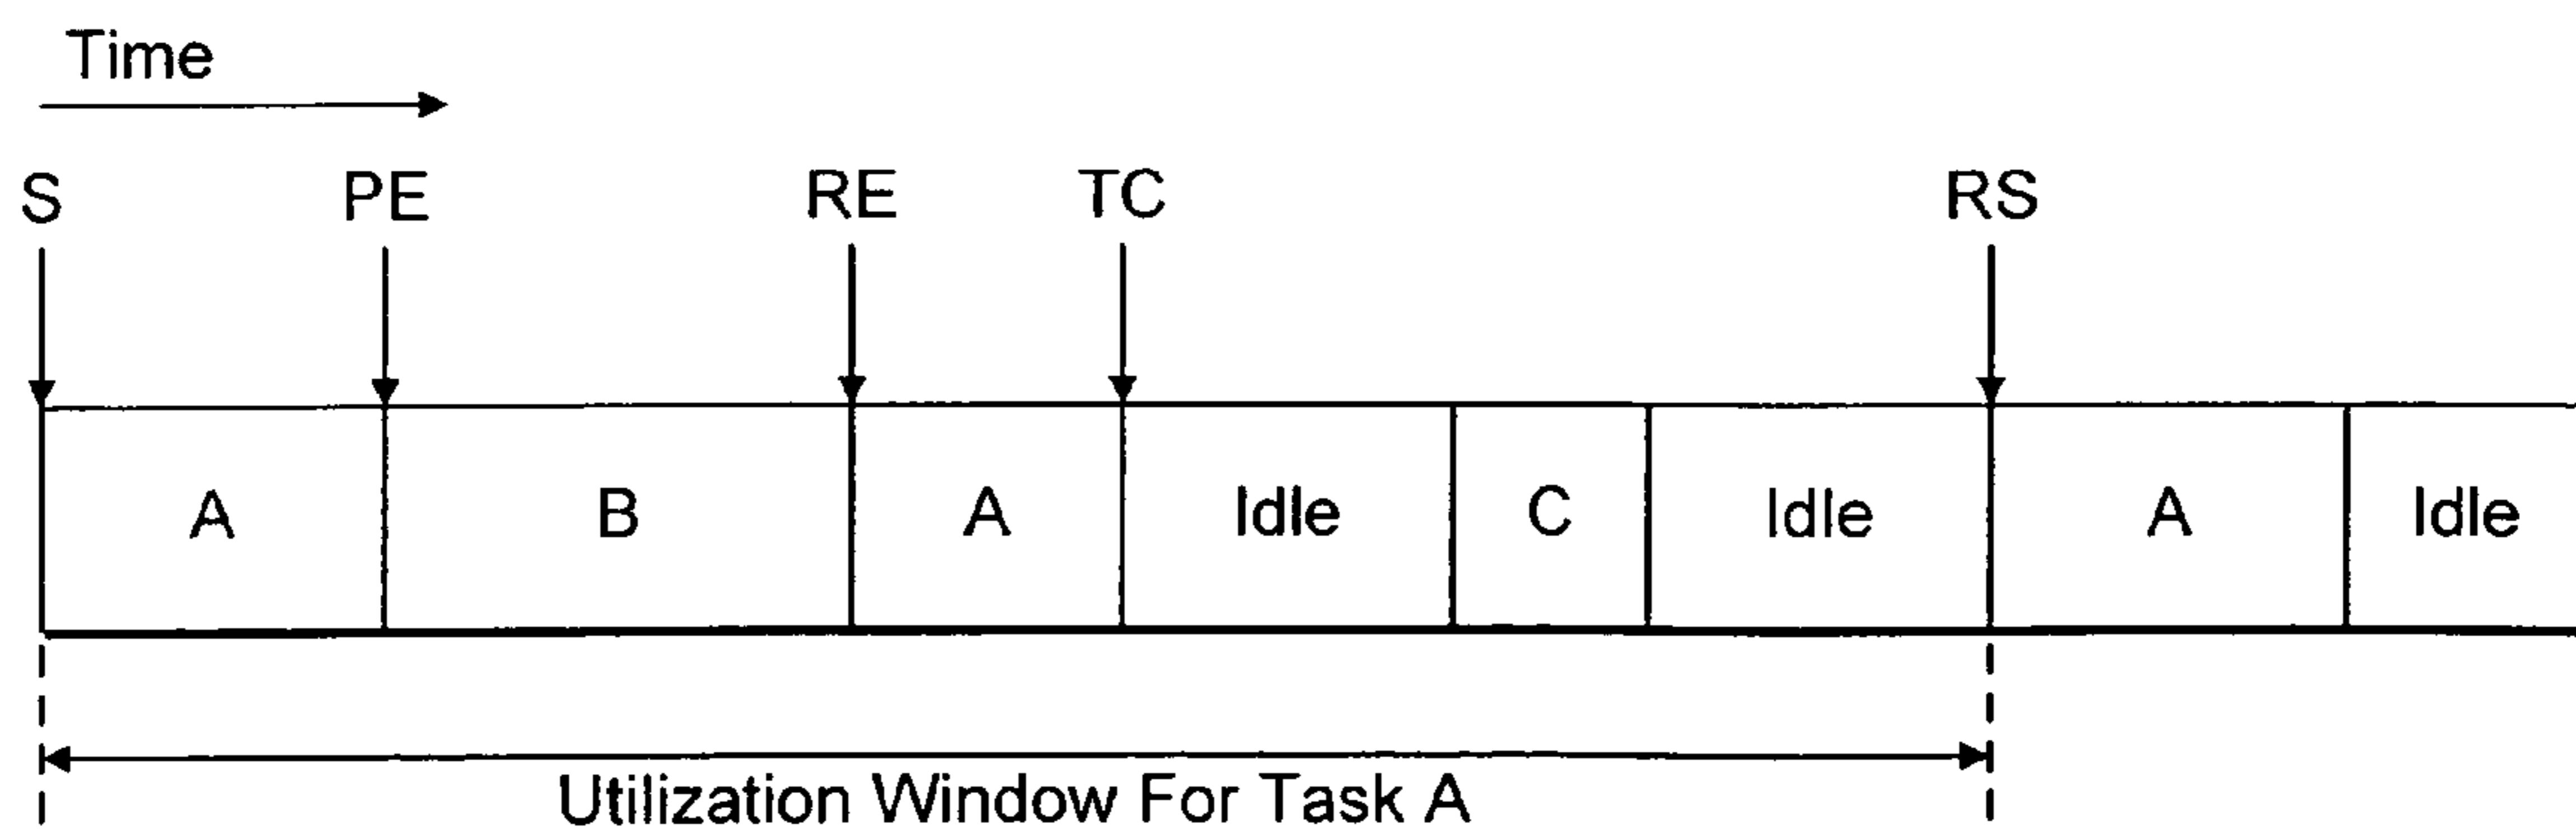 Time
S PE RE TC RS
A B A Idle C Idle A Idle
Utilization Window For Task A